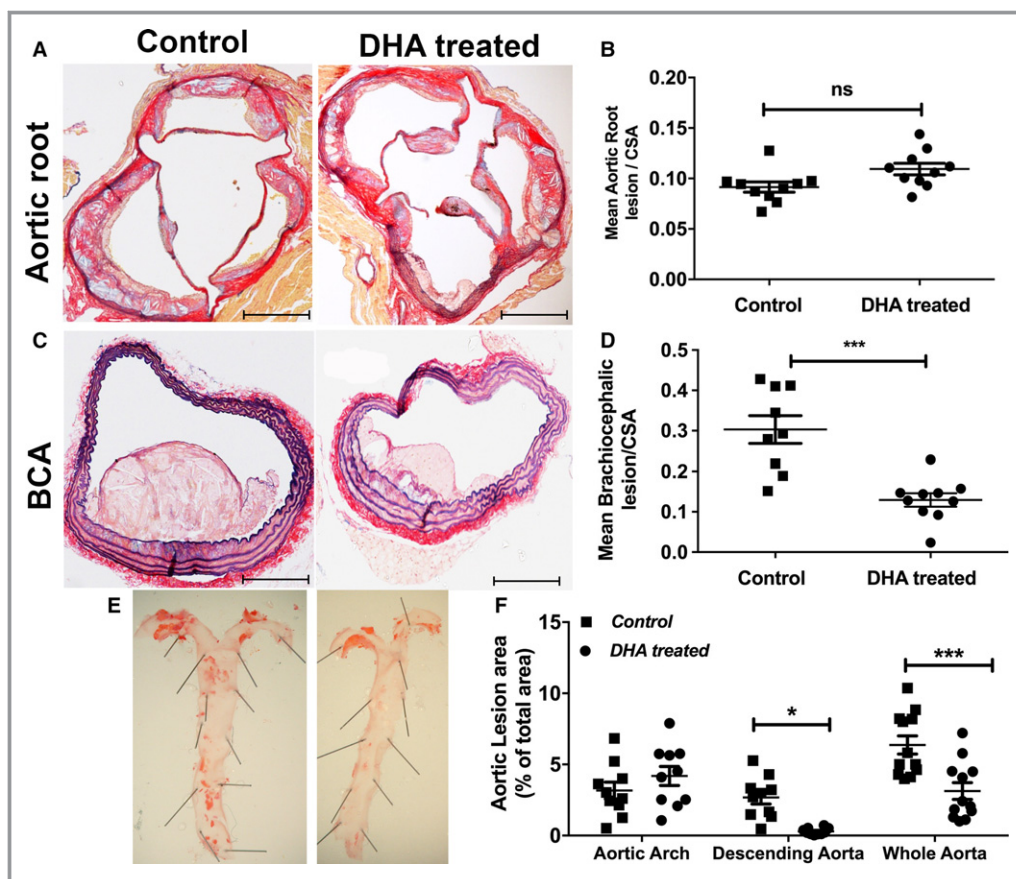 Control
DHA treated
A
Aortic root
B
0.20
0.15
0.10
0.05
0.00
Mean Aortic Root
lesion / CSA
ns
Control
DHA treated
C
BCA
D
0.5
0.4
0.3
0.2
0.1
0.0
Mean Brachiocephalic
lesion/CSA
***
Control
DHA treated
E
F
Control
DHA treated
15
10
5
0
Aortic Lesion area
(% of total area)
*
***
Aortic Arch
Descending Aorta
Whole Aorta